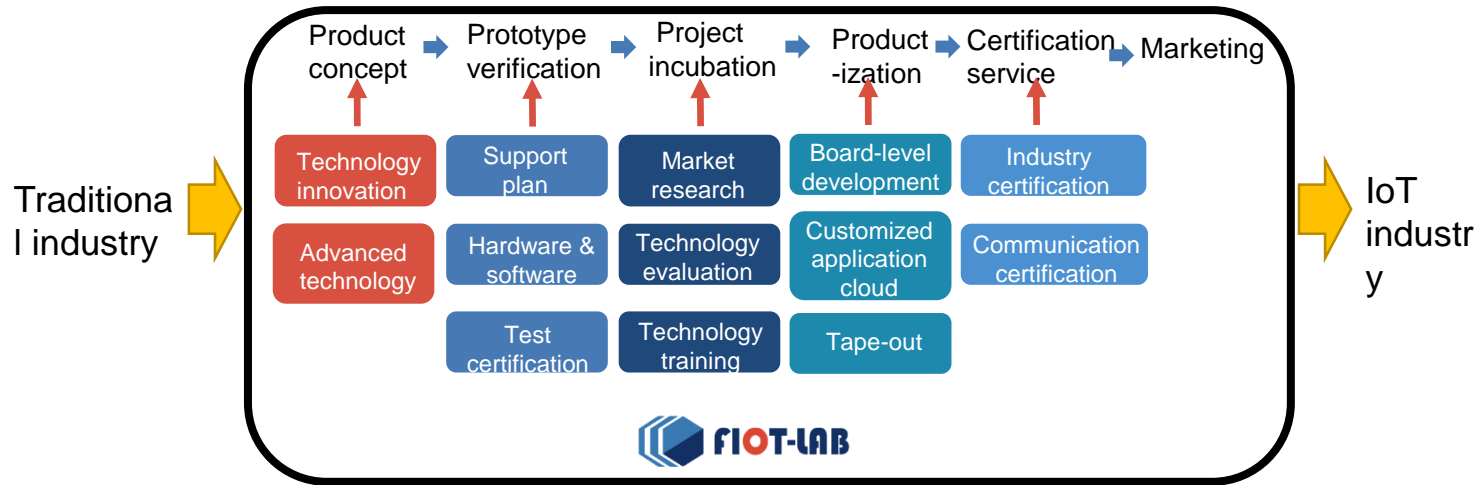 Product
concept
Prototype
verification
Project
incubation
Product
-ization
Certification
service
Marketing
Traditiona
l industry
Technology
innovation
Advanced
technology
Support
plan
Hardware &
software
Test
certification
Market
research
Technology
evaluation
Technology
training
Board-level
development
Customized
application
cloud
Tape-out
Industry
certification
Communication
certification
IoT
industr
y
FIOT-LAB